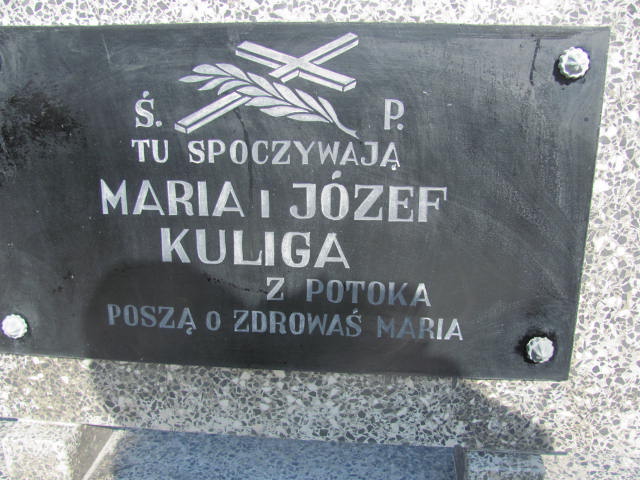 Ś. P.
TU SPOCZYWAJĄ
MARIA I JÓZEF
KULIGA
Z POTOKA
POSZĄ O ZDROWAŚ MARIA